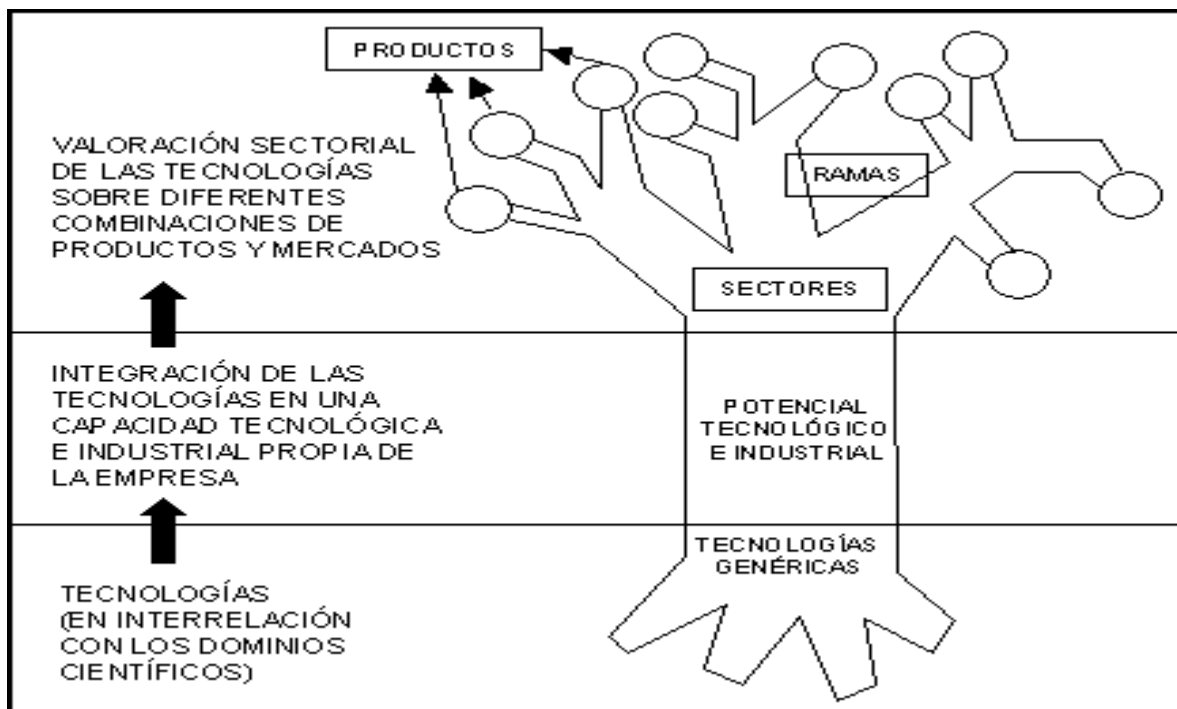 PRODUCTOS
VALORACIÓN SECTORIAL
DE LAS TECNOLOGÍAS
SOBRE DIFERENTES
COMBINACIONES DE
PRODUCTOS Y MERCADOS
RAMAS
SECTORES
INTEGRACIÓN DE LAS
TECNOLOGÍAS EN UNA
CAPACIDAD TECNOLÓGICA
E INDUSTRIAL PROPIA DE
LA EMPRESA
POTENCIAL
TECNOLÓGICO
E INDUSTRIAL
TECNOLOGÍAS
GENÉRICAS
TECNOLOGÍAS
(EN INTERRELACIÓN
CON LOS DOMINIOS
CIENTÍFICOS)